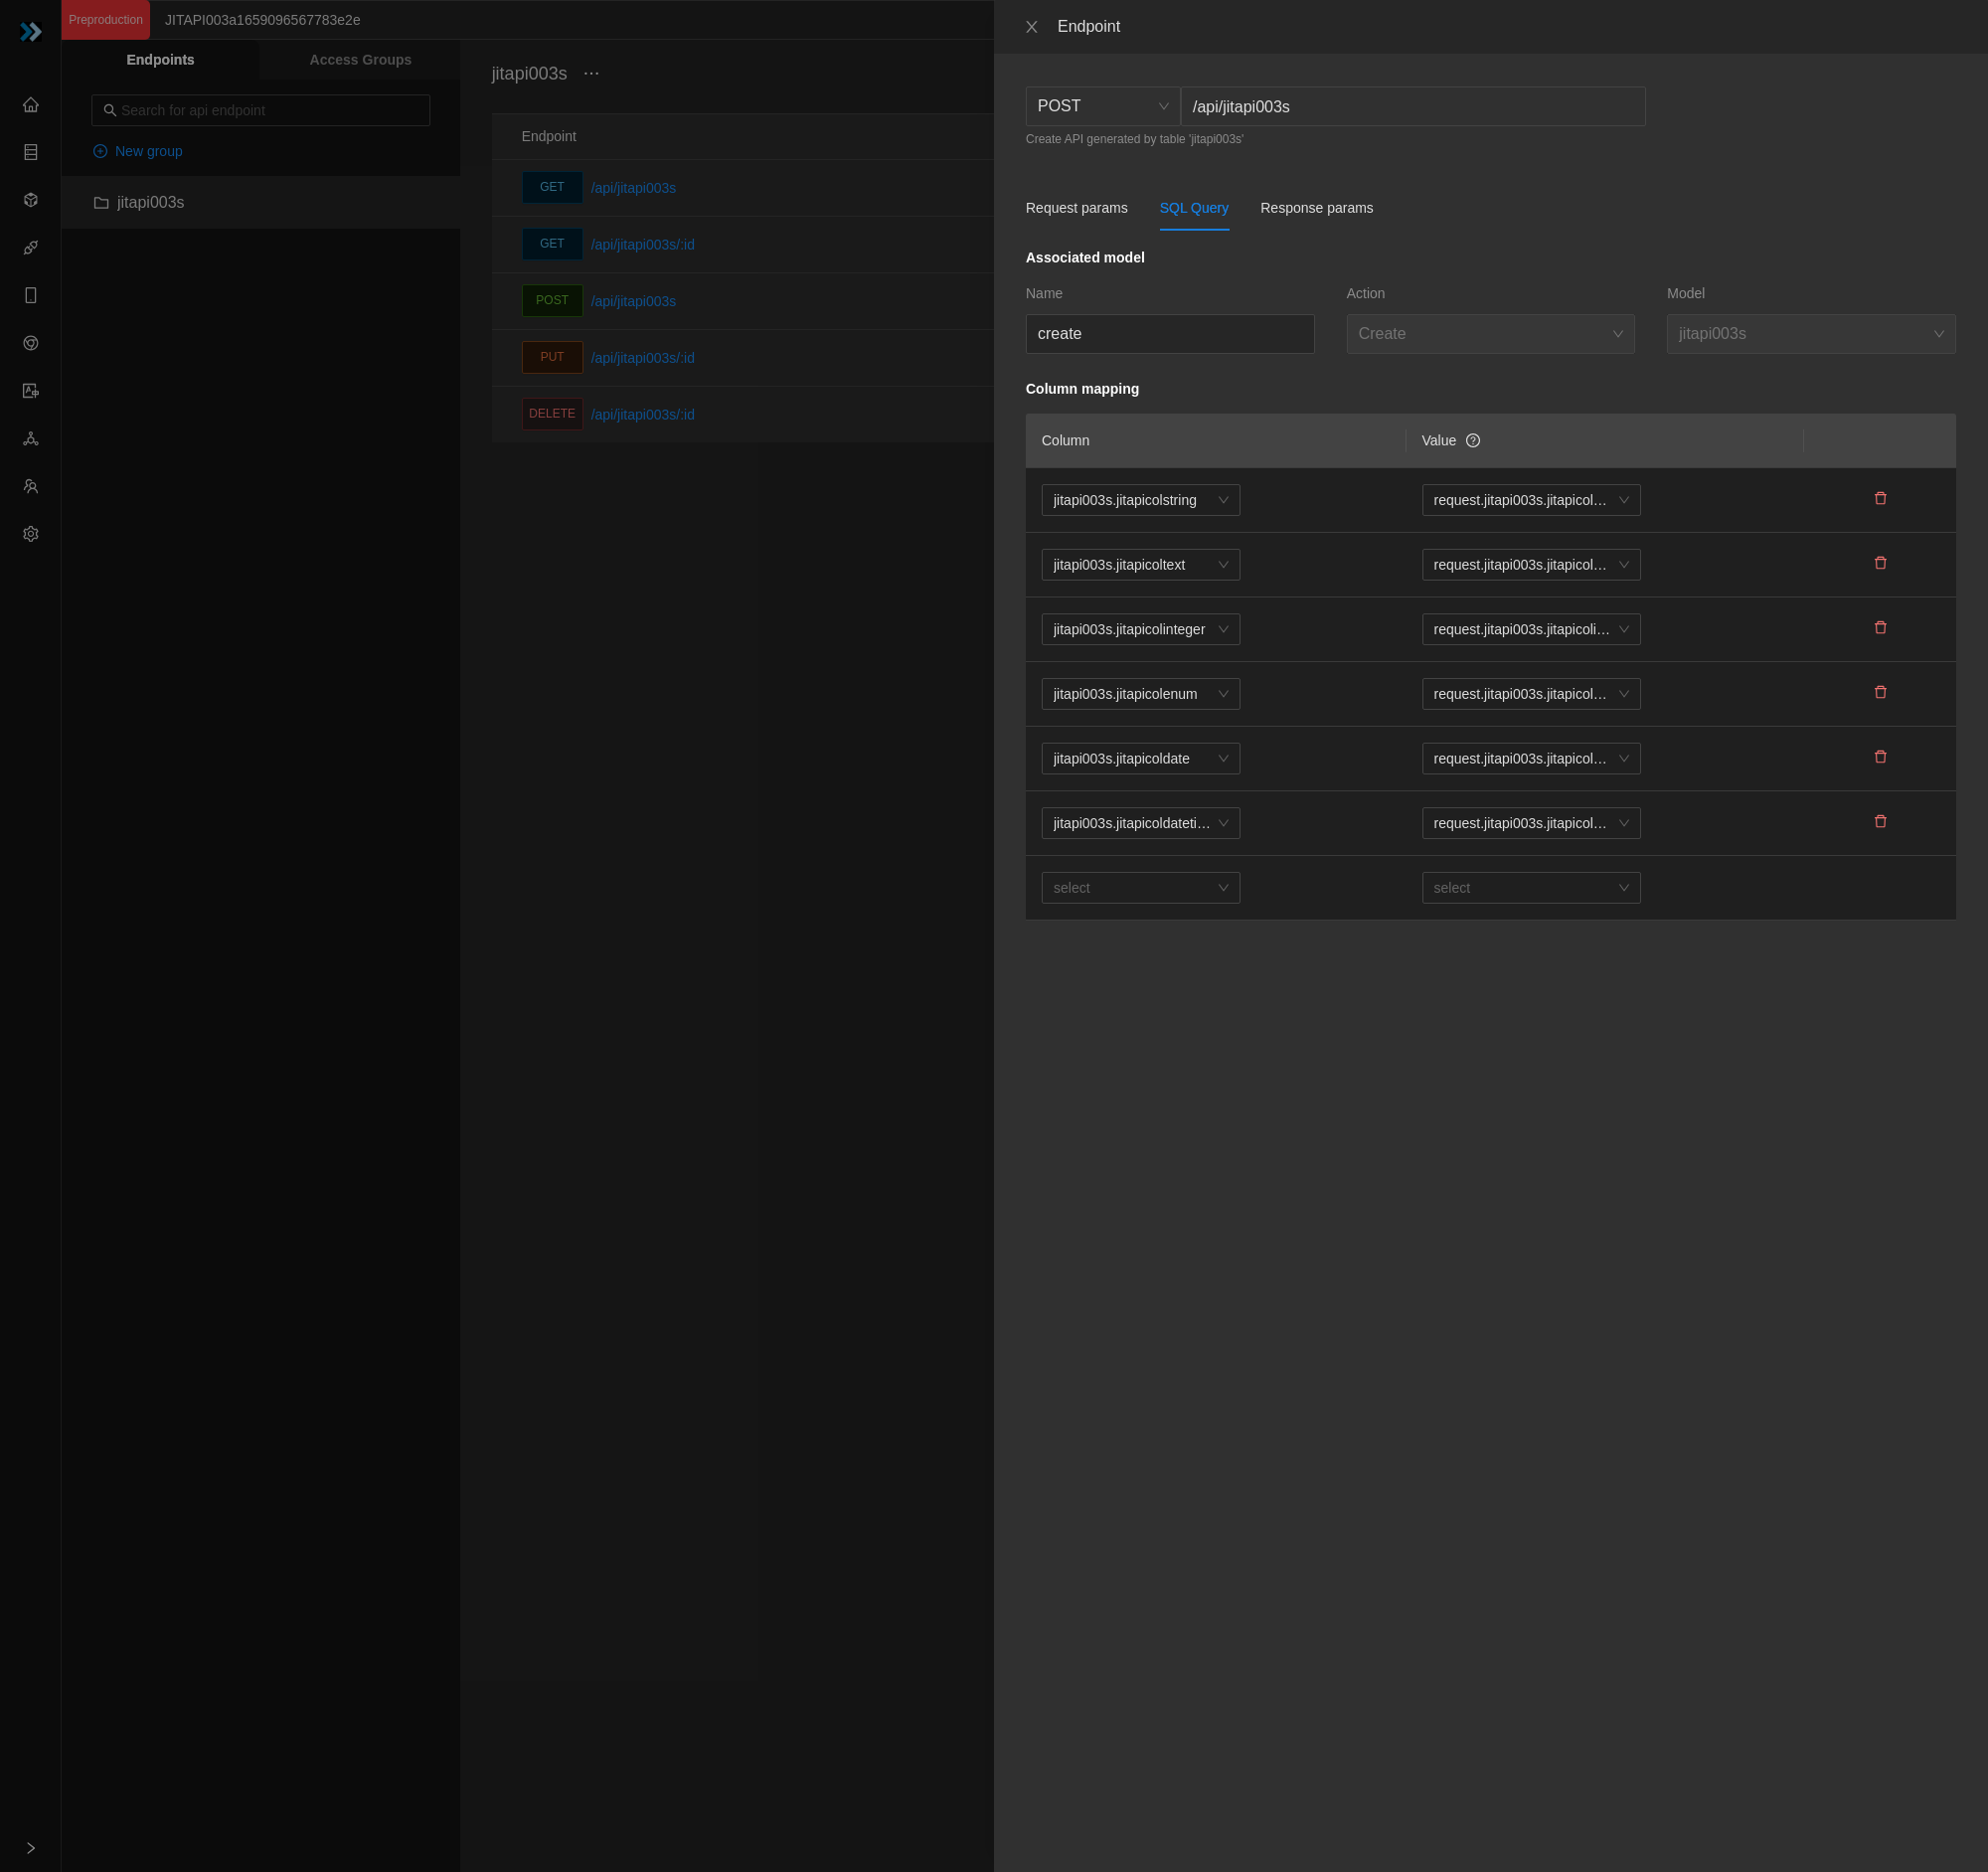 Preproduction
JITAPI003a1659096567783e2e
Endpoints
Access Groups
Search for api endpoint
New group
jitapi003s
jitapi003s
Endpoint
GET /api/jitapi003s
GET /api/jitapi003s/:id
POST /api/jitapi003s
PUT /api/jitapi003s/:id
DELETE /api/jitapi003s/:id
Endpoint
POST /api/jitapi003s
Create API generated by table 'jitapi003s'
Request params SQL Query Response params
Associated model
Name Action Model
create Create jitapi003s
Column mapping
Column Value
jitapi003s.jitapicolstring request.jitapi003s.jitapicol…
jitapi003s.jitapicoltext request.jitapi003s.jitapicol…
jitapi003s.jitapicolinteger request.jitapi003s.jitapicoli…
jitapi003s.jitapicolenum request.jitapi003s.jitapicol…
jitapi003s.jitapicoldate request.jitapi003s.jitapicol…
jitapi003s.jitapicoldateti… request.jitapi003s.jitapicol…
select select